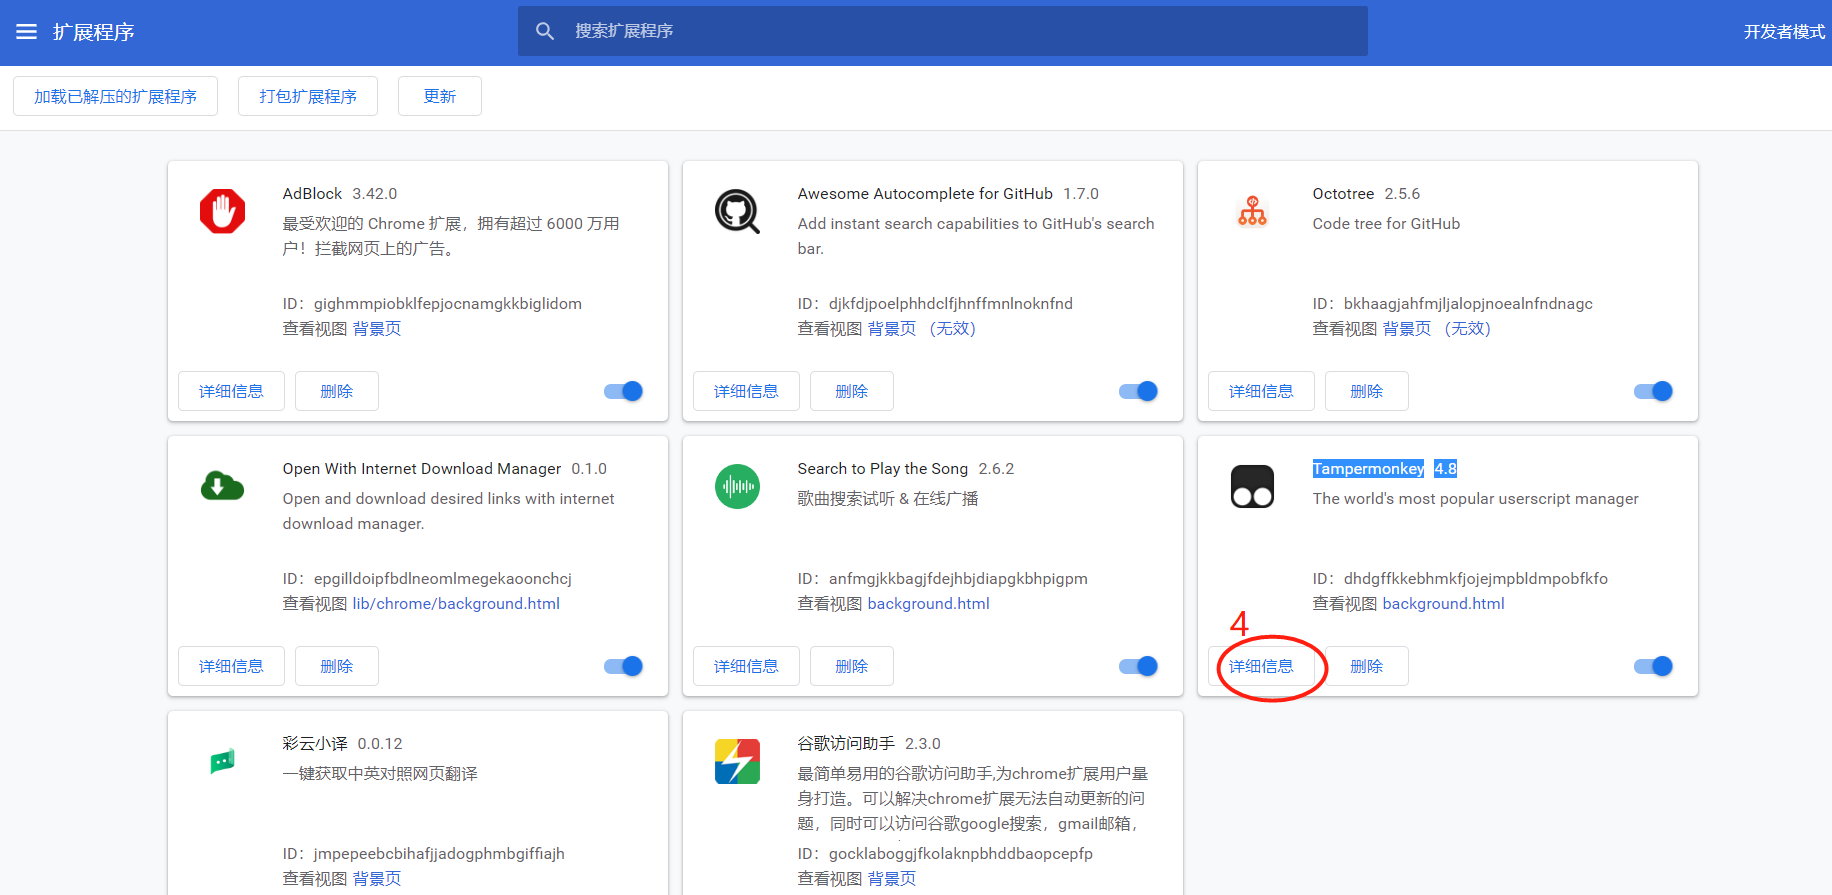 扩展程序
搜索扩展程序
开发者模式
加载已解压的扩展程序
打包扩展程序
更新
AdBlock 3.42.0
最受欢迎的 Chrome 扩展，拥有超过 6000 万用
户！拦截网页上的广告。
ID：gighmmpiobklfepjocnamgkkbiglidom
查看视图 背景页
详细信息
删除
Awesome Autocomplete for GitHub 1.7.0
Add instant search capabilities to GitHub's search
bar.
ID：djkfdjpoelphhdclfjhnffmnlnoknfnd
查看视图 背景页 （无效）
详细信息
删除
Octotree 2.5.6
Code tree for GitHub
ID：bkhaagjahfmjljalopjnoealnfndnagc
查看视图 背景页 （无效）
详细信息
删除
Open With Internet Download Manager 0.1.0
Open and download desired links with internet
download manager.
ID：epgilldoipfbdlneomlmegekaoonchcj
查看视图 lib/chrome/background.html
详细信息
删除
Search to Play the Song 2.6.2
歌曲搜索试听 & 在线广播
ID：anfmgjkkbagjfdejhbjdiapgkbhpigpm
查看视图 background.html
详细信息
删除
Tampermonkey 4.8
The world's most popular userscript manager
ID：dhdgffkkebhmkfjojejmpbldmpobfkfo
查看视图 background.html
4
详细信息
删除
彩云小译 0.0.12
一键获取中英对照网页翻译
ID：jmpepeebcbihafjjadogphmbgiffiajh
查看视图 背景页
谷歌访问助手 2.3.0
最简单易用的谷歌访问助手,为chrome扩展用户量
身打造。可以解决chrome扩展无法自动更新的问
题，同时可以访问谷歌google搜索，gmail邮箱，
ID：gocklaboggjfkolaknpbhddbaopcepfp
查看视图 背景页